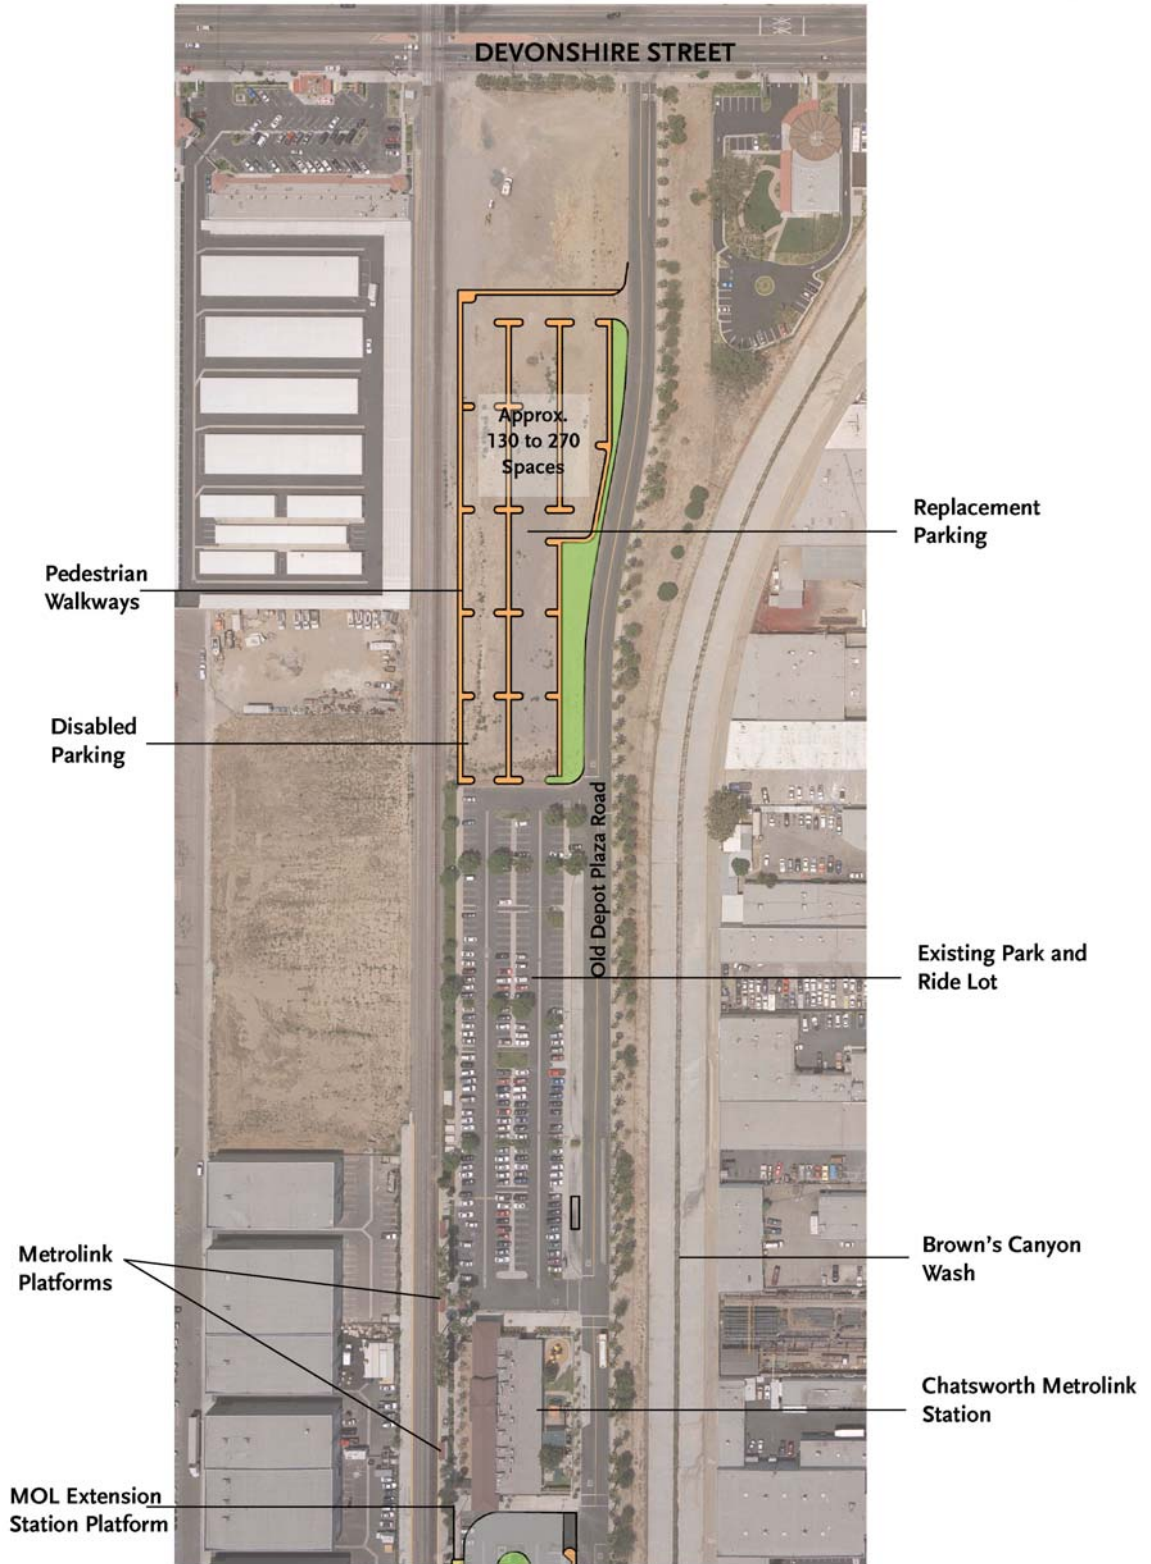 DEVONSHIRE STREET
Approx.
130 to 270
Spaces
Replacement
Parking
Pedestrian
Walkways
Disabled
Parking
Old Depot Plaza Road
Existing Park and
Ride Lot
Metrolink
Platforms
Brown's Canyon
Wash
Chatsworth Metrolink
Station
MOL Extension
Station Platform